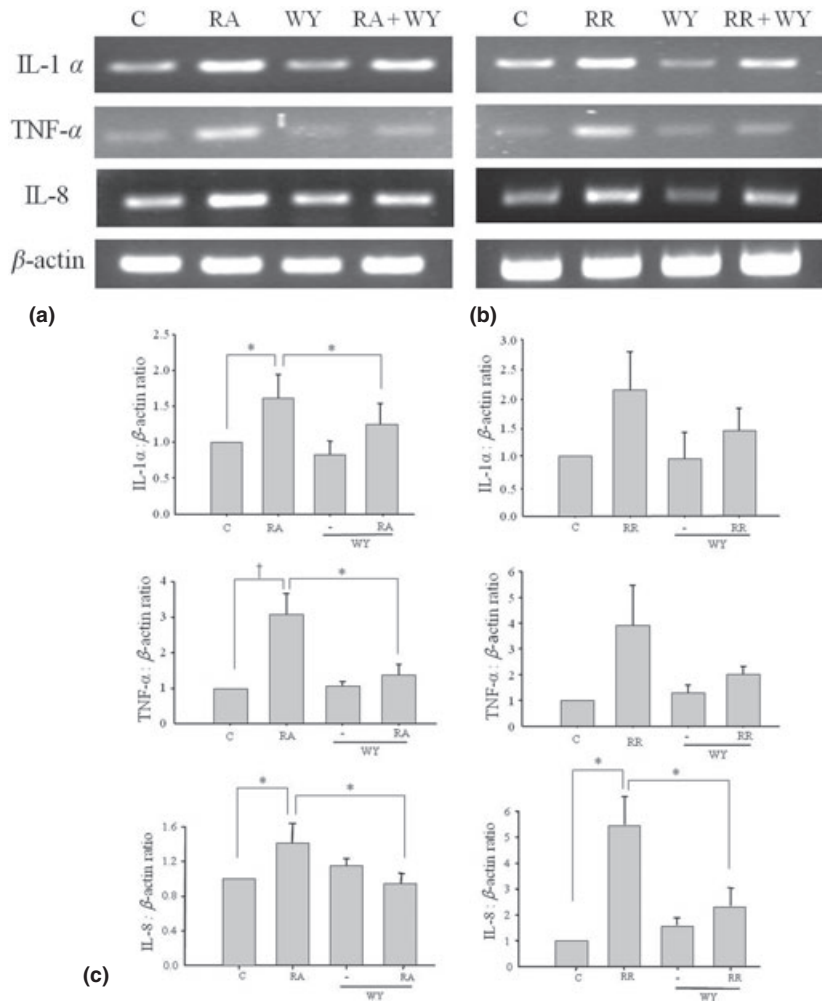 C RA WY RA+WY
C RR WY RR+WY
IL-1 α
TNF-α
IL-8
β-actin
(a)
(b)
IL-1α : β-actin ratio
2.5
2.0
1.5
1.0
0.5
0.0
* *
C RA - RA
WY
IL-1α : β-actin ratio
3.0
2.5
2.0
1.5
1.0
0.5
0.0
C RR - RR
WY
TNF-α : β-actin ratio
4
3
2
1
0
† *
C RA - RA
WY
TNF-α : β-actin ratio
6
5
4
3
2
1
0
C RR - RR
WY
IL-8 : β-actin ratio
1.6
1.2
0.8
0.4
0.0
* *
C RA - RA
WY
IL-8 : β-actin ratio
6
5
4
3
2
1
0
* *
C RR - RR
WY
(c)